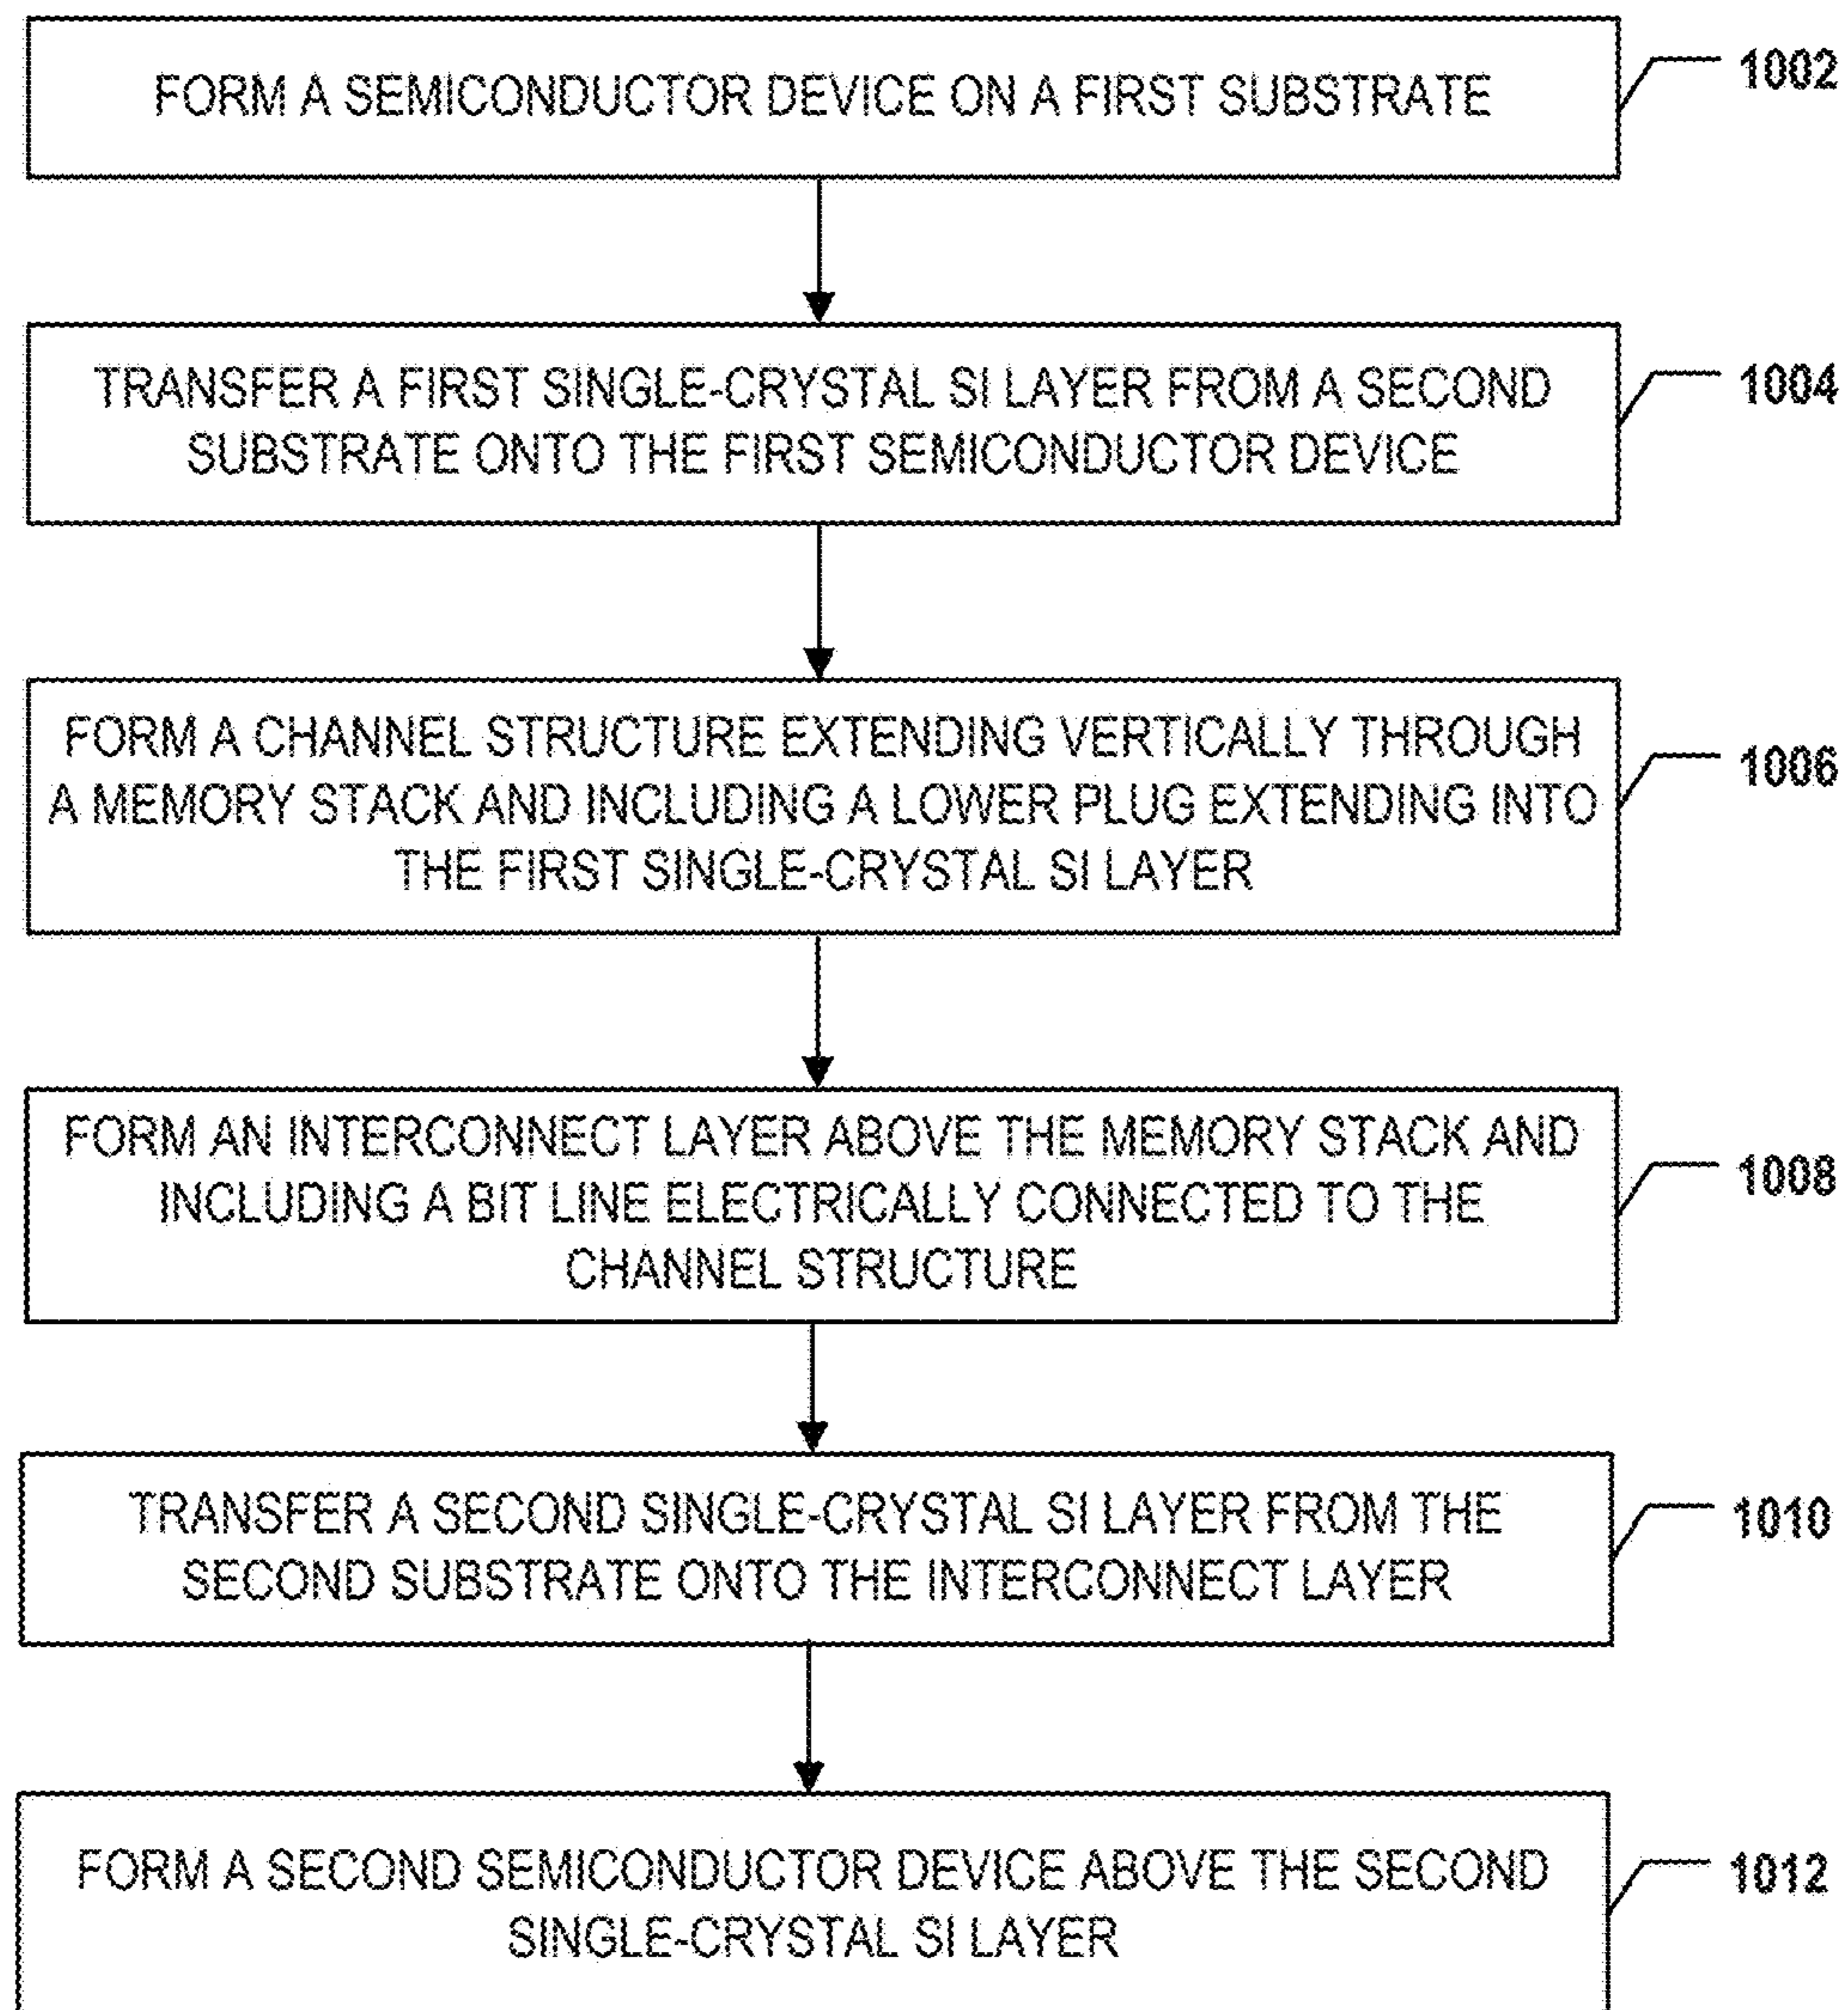 FORM A SEMICONDUCTOR DEVICE ON A FIRST SUBSTRATE
1002
TRANSFER A FIRST SINGLE-CRYSTAL SI LAYER FROM A SECOND
SUBSTRATE ONTO THE FIRST SEMICONDUCTOR DEVICE
1004
FORM A CHANNEL STRUCTURE EXTENDING VERTICALLY THROUGH
A MEMORY STACK AND INCLUDING A LOWER PLUG EXTENDING INTO
THE FIRST SINGLE-CRYSTAL SI LAYER
1006
FORM AN INTERCONNECT LAYER ABOVE THE MEMORY STACK AND
INCLUDING A BIT LINE ELECTRICALLY CONNECTED TO THE
CHANNEL STRUCTURE
1008
TRANSFER A SECOND SINGLE-CRYSTAL SI LAYER FROM THE
SECOND SUBSTRATE ONTO THE INTERCONNECT LAYER
1010
FORM A SECOND SEMICONDUCTOR DEVICE ABOVE THE SECOND
SINGLE-CRYSTAL SI LAYER
1012